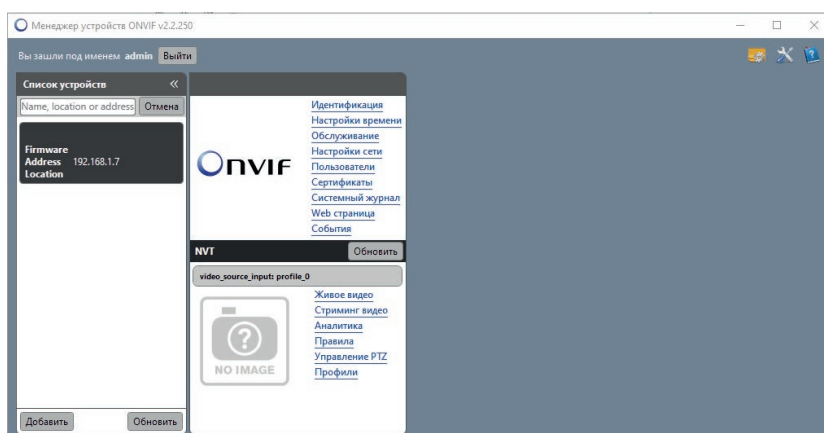 Менеджер устройств ONVIF v2.2.250
Вы зашли под именем admin Выйти
Список устройств
Name, location or address Отмена
Firmware
Address 192.168.1.7
Location
Добавить Обновить
ONVIF
Идентификация
Настройки времени
Обслуживание
Настройки сети
Пользователи
Сертификаты
Системный журнал
Web страница
События
NVT Обновить
video_source_input: profile_0
NO IMAGE
Живое видео
Стриминг видео
Аналитика
Правила
Управление PTZ
Профили